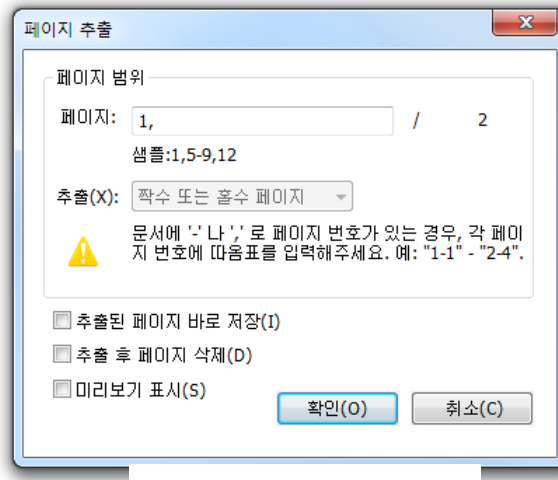 페이지 추출
페이지 범위
페이지: 1, / 2
샘플:1,5-9,12
추출(X): 짝수 또는 홀수 페이지
문서에 '-' 나 ',' 로 페이지 번호가 있는 경우, 각 페이
지 번호에 따옴표를 입력해주세요. 예: "1-1" - "2-4".
추출된 페이지 바로 저장(I)
추출 후 페이지 삭제(D)
미리보기 표시(S)
확인(O) 취소(C)